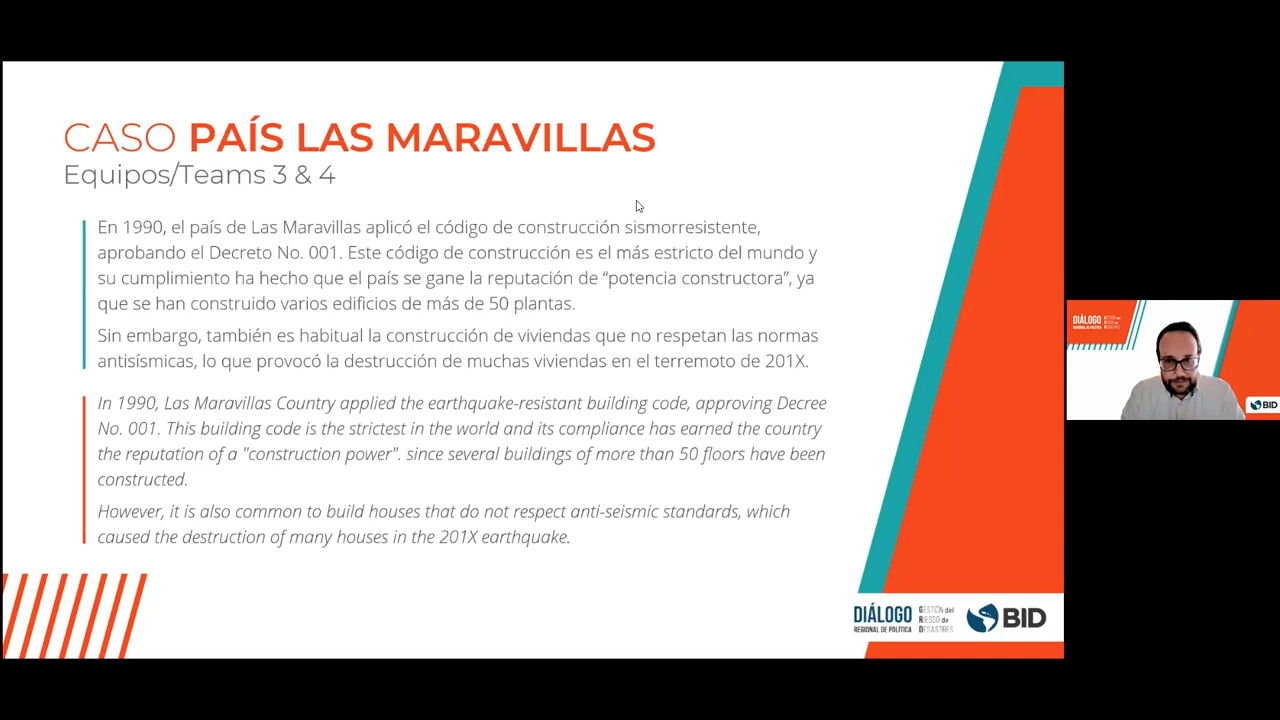 CASO PAÍS LAS MARAVILLAS
Equipos/Teams 3 & 4
En 1990, el país de Las Maravillas aplicó el código de construcción sismorresistente,
aprobando el Decreto No. 001. Este código de construcción es el más estricto del mundo y
su cumplimiento ha hecho que el país se gane la reputación de “potencia constructora”, ya
que se han construido varios edificios de más de 50 plantas.
Sin embargo, también es habitual la construcción de viviendas que no respetan las normas
antisísmicas, lo que provocó la destrucción de muchas viviendas en el terremoto de 201X.
In 1990, Las Maravillas Country applied the earthquake-resistant building code, approving Decree
No. 001. This building code is the strictest in the world and its compliance has earned the country
the reputation of a "construction power". since several buildings of more than 50 floors have been
constructed.
However, it is also common to build houses that do not respect anti-seismic standards, which
caused the destruction of many houses in the 201X earthquake.
DIÁLOGO
REGIONAL DE POLÍTICA
GESTIÓN del
RIESGO de
DESASTRES
BID
DIÁLOGO
REGIONAL DE POLÍTICA
BID